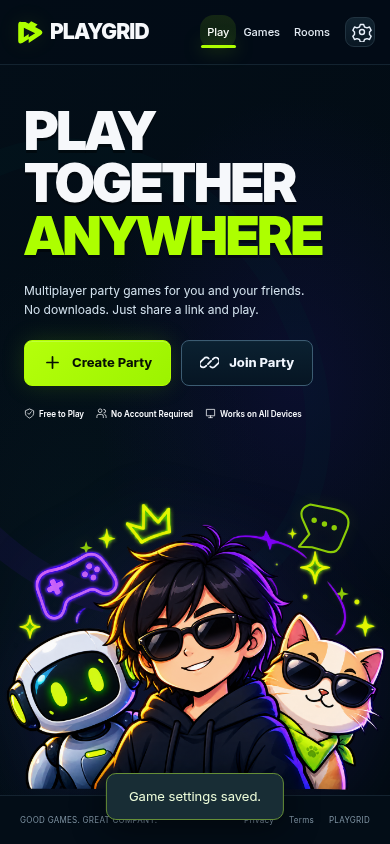 PLAYGRID
Play
Games
Rooms
PLAY
TOGETHER
ANYWHERE
Multiplayer party games for you and your friends.
No downloads. Just share a link and play.
Create Party
Join Party
Free to Play
No Account Required
Works on All Devices
Game settings saved.
GOOD GAMES. GREAT COMPANY.
Privacy
Terms
PLAYGRID